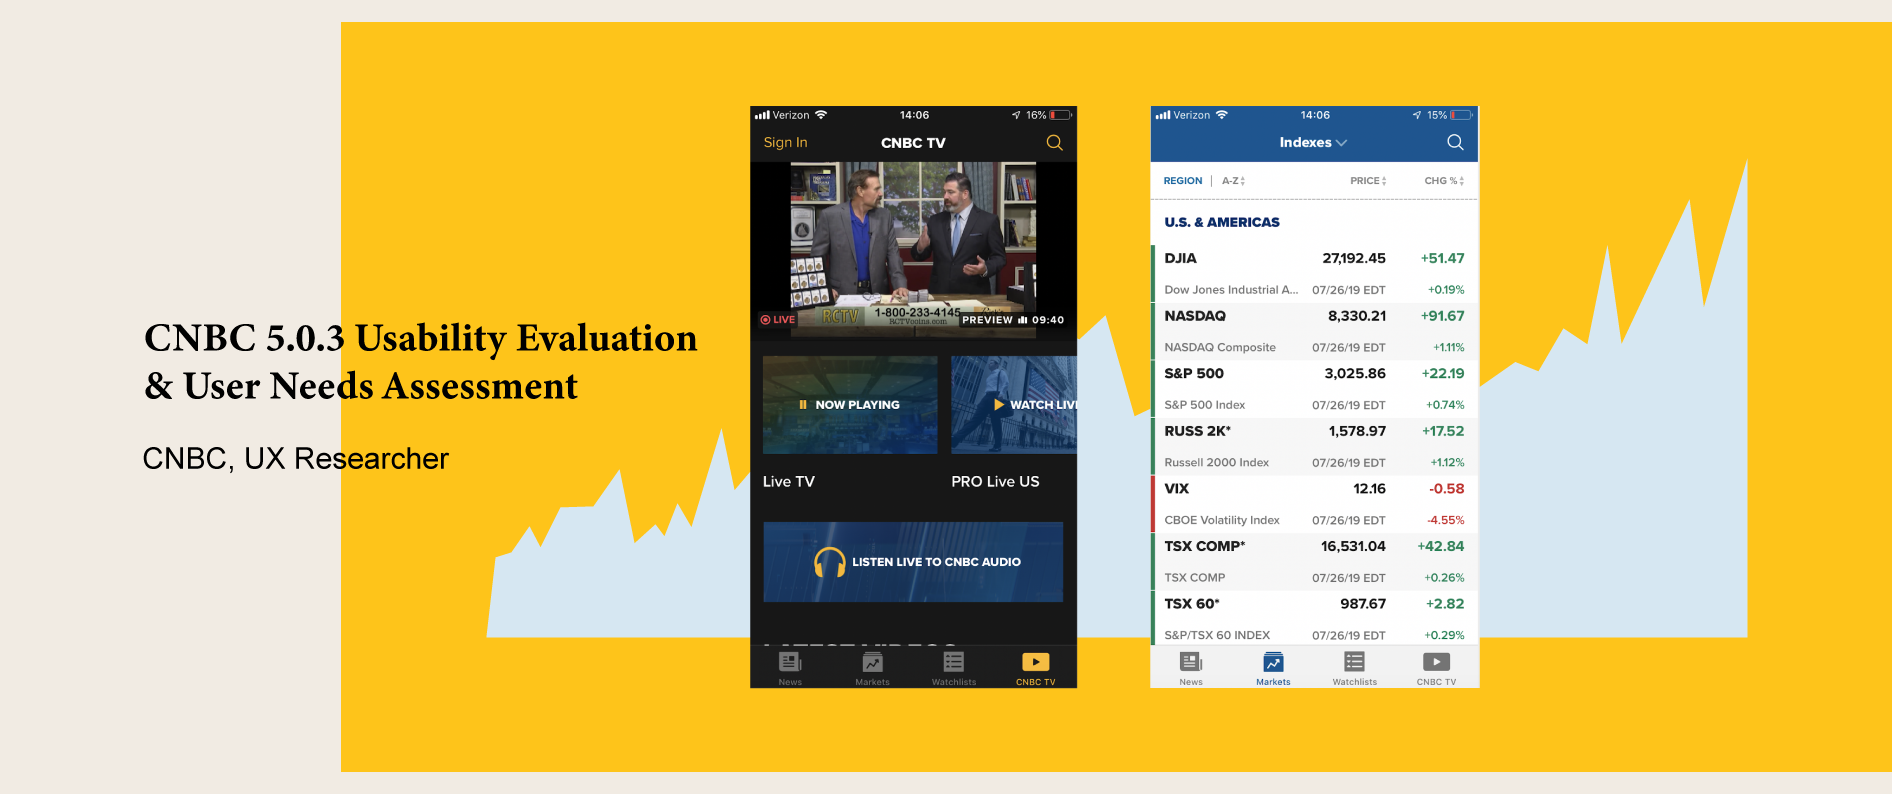 CNBC 5.0.3 Usability Evaluation
& User Needs Assessment
CNBC, UX Researcher
Verizon 14:06 16%
Sign In CNBC TV
LIVE RCTV 1-800-233-4145 PREVIEW 09:40
RCTVcoins.com
NOW PLAYING WATCH LIV
Live TV PRO Live US
LISTEN LIVE TO CNBC AUDIO
LATEST VIDEOS
News Markets Watchlists CNBC TV
Verizon 14:06 15%
Indexes
REGION | A-Z PRICE CHG %
U.S. & AMERICAS
DJIA 27,192.45 +51.47
Dow Jones Industrial A... 07/26/19 EDT +0.19%
NASDAQ 8,330.21 +91.67
NASDAQ Composite 07/26/19 EDT +1.11%
S&P 500 3,025.86 +22.19
S&P 500 Index 07/26/19 EDT +0.74%
RUSS 2K* 1,578.97 +17.52
Russell 2000 Index 07/26/19 EDT +1.12%
VIX 12.16 -0.58
CBOE Volatility Index 07/26/19 EDT -4.55%
TSX COMP* 16,531.04 +42.84
TSX COMP 07/26/19 EDT +0.26%
TSX 60* 987.67 +2.82
S&P/TSX 60 INDEX 07/26/19 EDT +0.29%
News Markets Watchlists CNBC TV